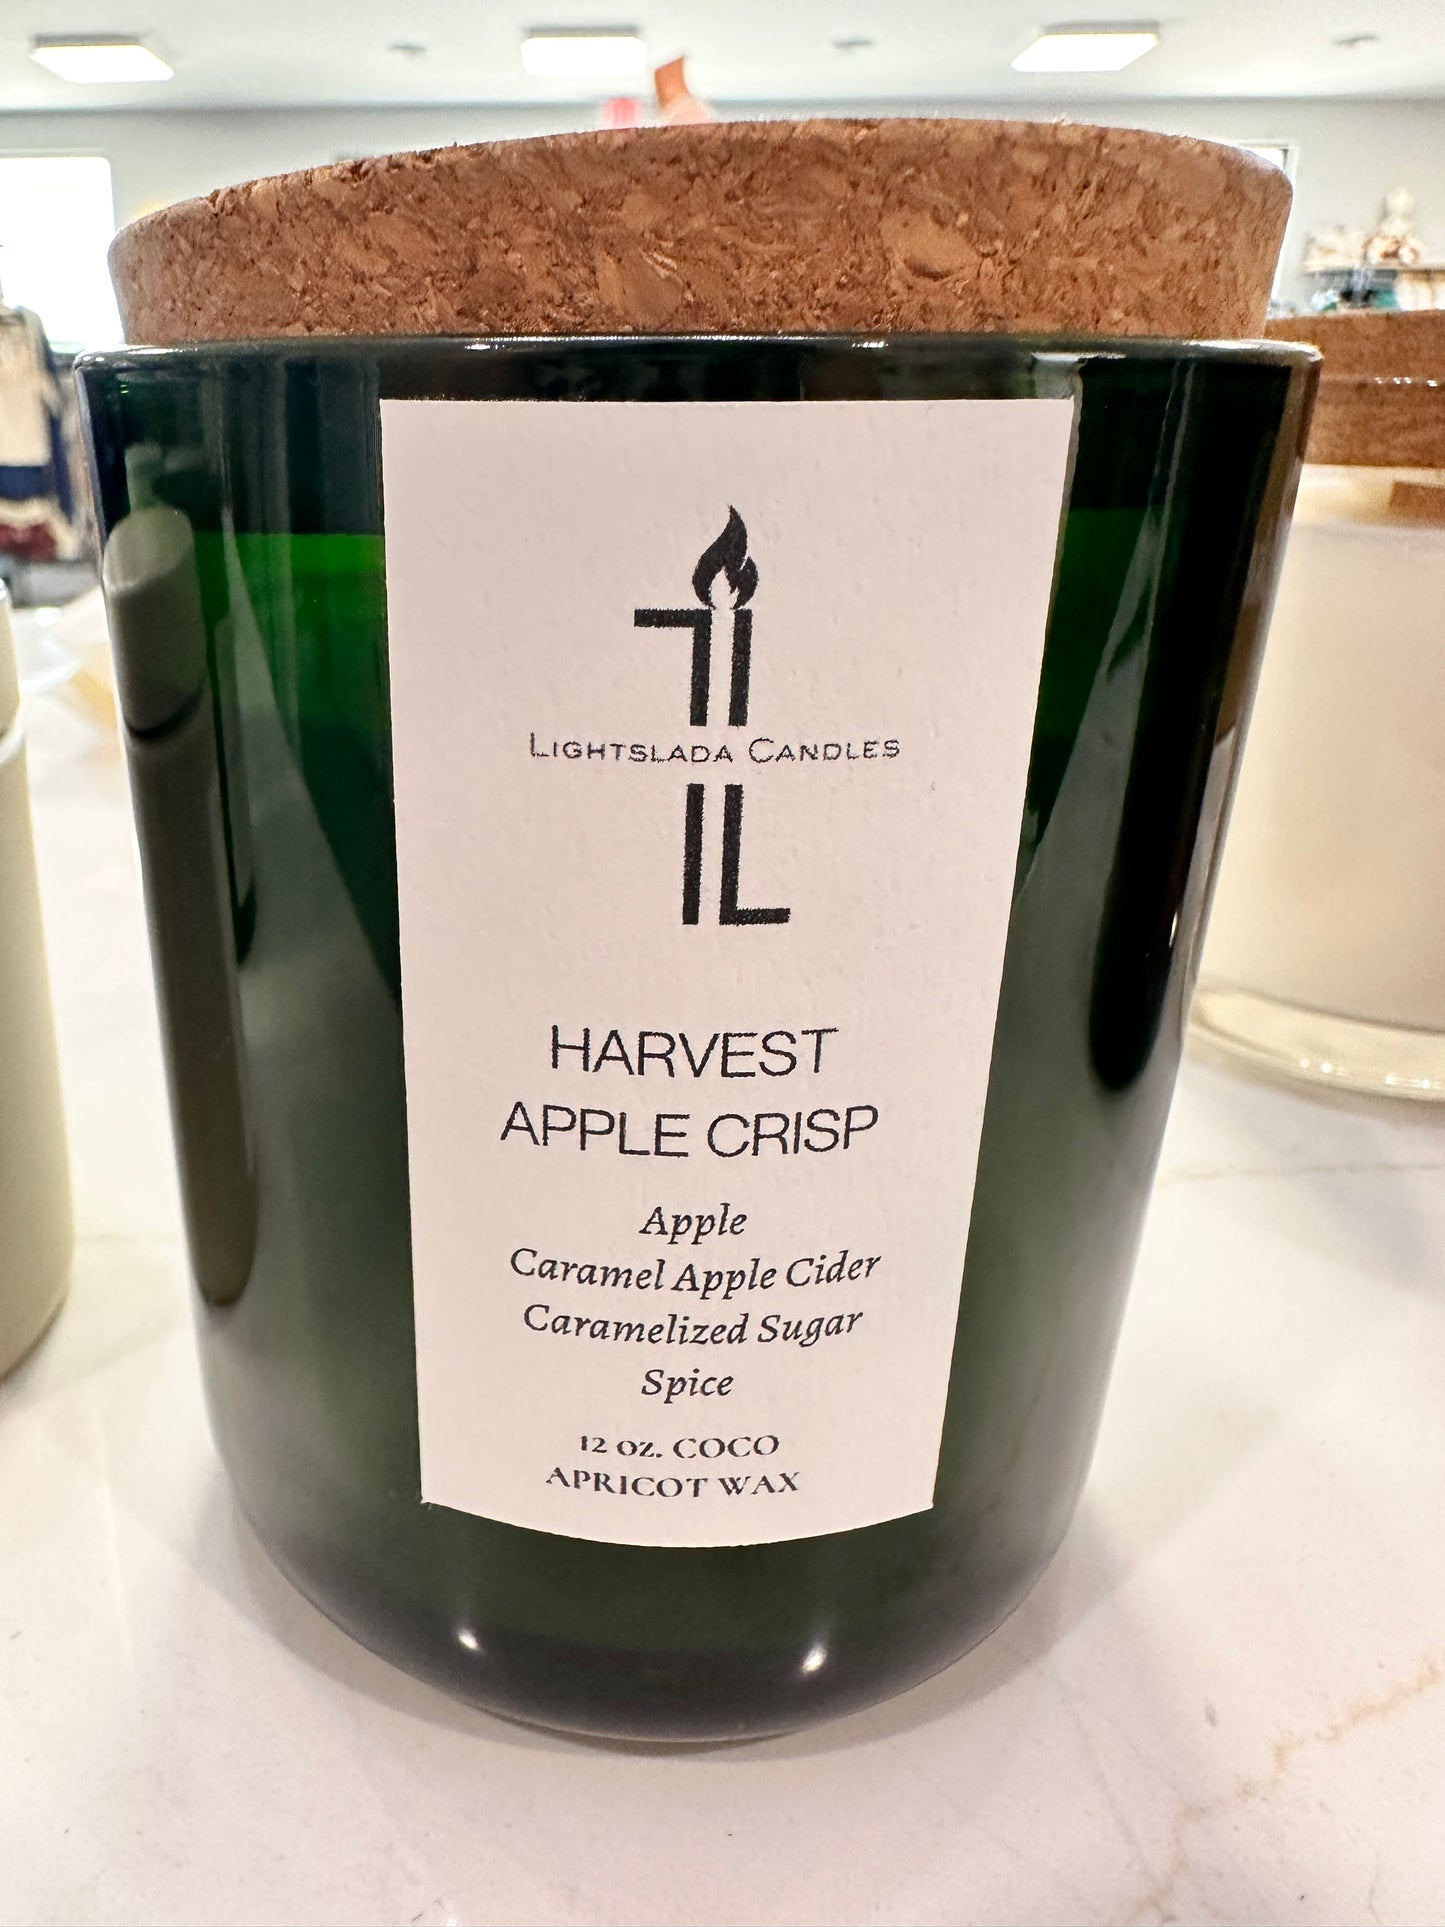 LIGHTSLADA CANDLES
HARVEST
APPLE CRISP
Apple
Caramel Apple Cider
Caramelized Sugar
Spice
12 OZ. COCO
APRICOT WAX